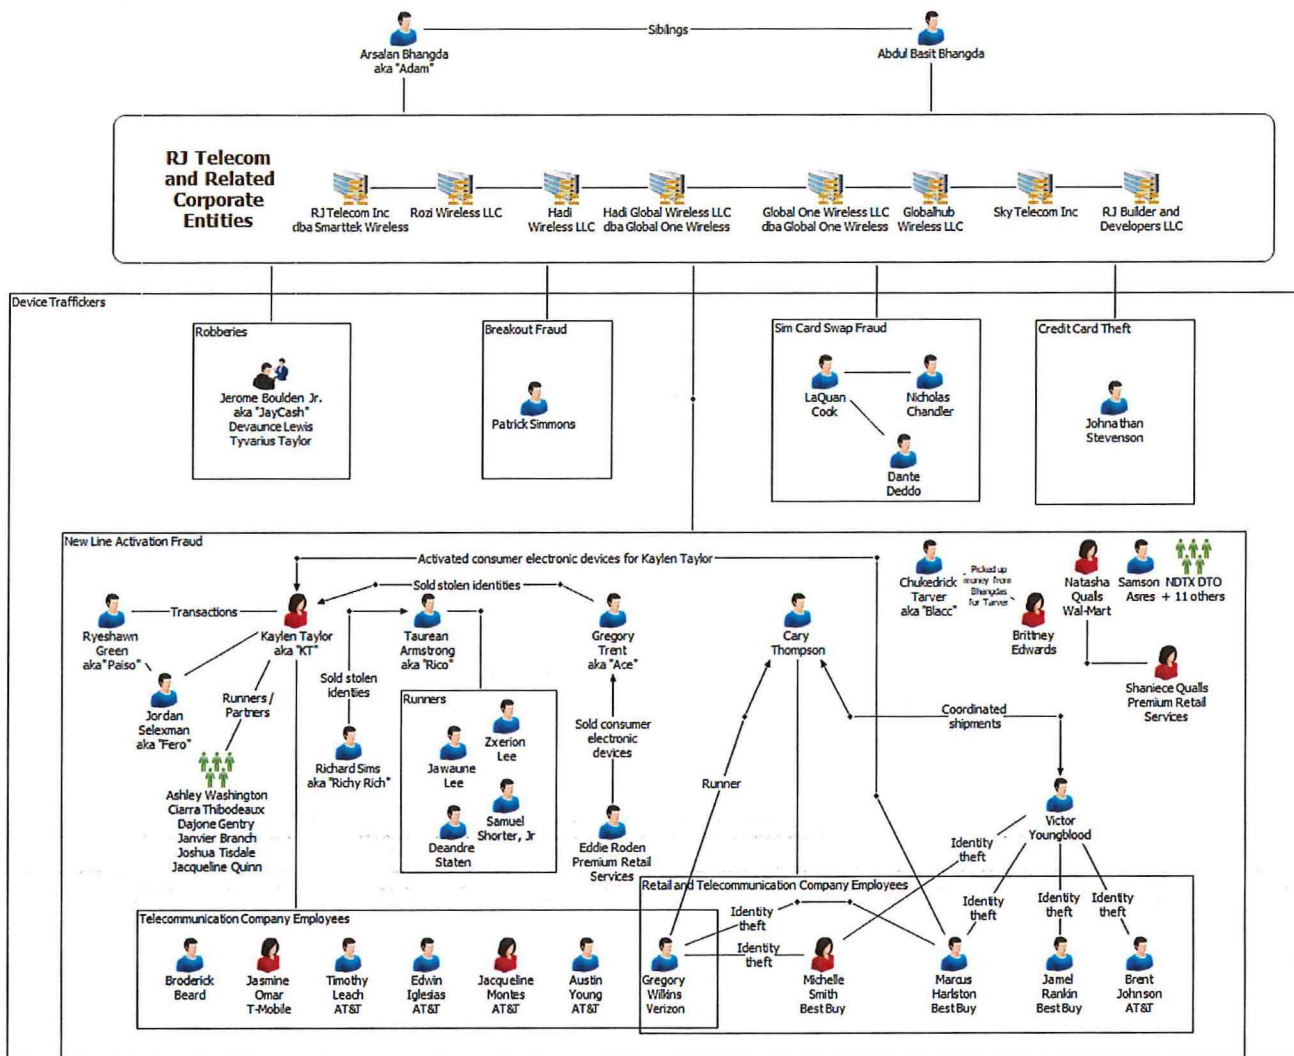 Siblings
Arsalan Bhangda
aka "Adam"
Abdul Basit Bhangda
RJ Telecom
and Related
Corporate
Entities
RJ Telecom Inc
dba Smarttek Wireless
Rozi Wireless LLC
Hadi
Wireless LLC
Hadi Global Wireless LLC
dba Global One Wireless
Global One Wireless LLC
dba Global One Wireless
Globalhub
Wireless LLC
Sky Telecom Inc
RJ Builder and
Developers LLC
Device Traffickers
Robberies
Jerome Boulden Jr.
aka "JayCash"
Devaunce Lewis
Tyvarius Taylor
Breakout Fraud
Patrick Simmons
Sim Card Swap Fraud
LaQuan
Cook
Nicholas
Chandler
Dante
Deddo
Credit Card Theft
Johnathan
Stevenson
New Line Activation Fraud
Activated consumer electronic devices for Kaylen Taylor
Sold stolen identities
Transactions
Ryeshawn
Green
aka "Paiso"
Kaylen Taylor
aka "KT"
Taurean
Armstrong
aka "Rico"
Gregory
Trent
aka "Ace"
Cary
Thompson
Chukedrick
Tarver
aka "Blacc"
Picked up
money from
Bhangdas
for Tarver
Brittney
Edwards
Natasha
Quals
Wal-Mart
Samson
Asres
NDTX DTO
+ 11 others
Shaniece Qualls
Premium Retail
Services
Jordan
Selexman
aka "Fero"
Runners /
Partners
Sold stolen
identies
Richard Sims
aka "Richy Rich"
Ashley Washington
Ciarra Thibodeaux
Dajone Gentry
Janvier Branch
Joshua Tisdale
Jacqueline Quinn
Runners
Zxerion
Lee
Jawaune
Lee
Samuel
Shorter, Jr
Deandre
Staten
Sold consumer
electronic
devices
Eddie Roden
Premium Retail
Services
Runner
Coordinated
shipments
Victor
Youngblood
Identity
theft
Identity
theft
Identity
theft
Identity
theft
Identity
theft
Identity
theft
Retail and Telecommunication Company Employees
Telecommunication Company Employees
Broderick
Beard
Jasmine
Omar
T-Mobile
Timothy
Leach
AT&T
Edwin
Iglesias
AT&T
Jacqueline
Montes
AT&T
Austin
Young
AT&T
Gregory
Wilkins
Verizon
Michelle
Smith
Best Buy
Marcus
Harlston
Best Buy
Jamel
Rankin
Best Buy
Brent
Johnson
AT&T